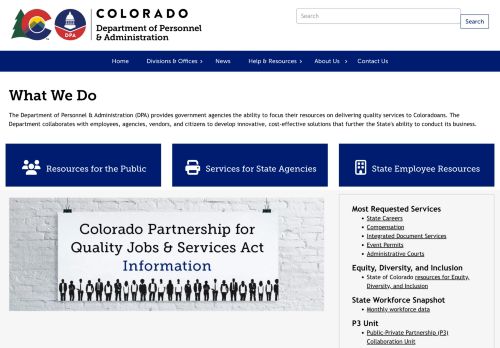 COLORADO
Department of Personnel
& Administration
DPA
Search
Search
Home Divisions & Offices News Help & Resources About Us Contact Us
What We Do
The Department of Personnel & Administration (DPA) provides government agencies the ability to focus their resources on delivering quality services to Coloradoans. The
Department collaborates with employees, agencies, vendors, and citizens to develop innovative, cost-effective solutions that further the State's ability to conduct its business.
Resources for the Public
Services for State Agencies
State Employee Resources
Colorado Partnership for
Quality Jobs & Services Act
Information
Most Requested Services
State Careers
Compensation
Integrated Document Services
Event Permits
Administrative Courts
Equity, Diversity, and Inclusion
State of Colorado resources for Equity,
Diversity, and Inclusion
State Workforce Snapshot
Monthly workforce data
P3 Unit
Public-Private Partnership (P3)
Collaboration Unit